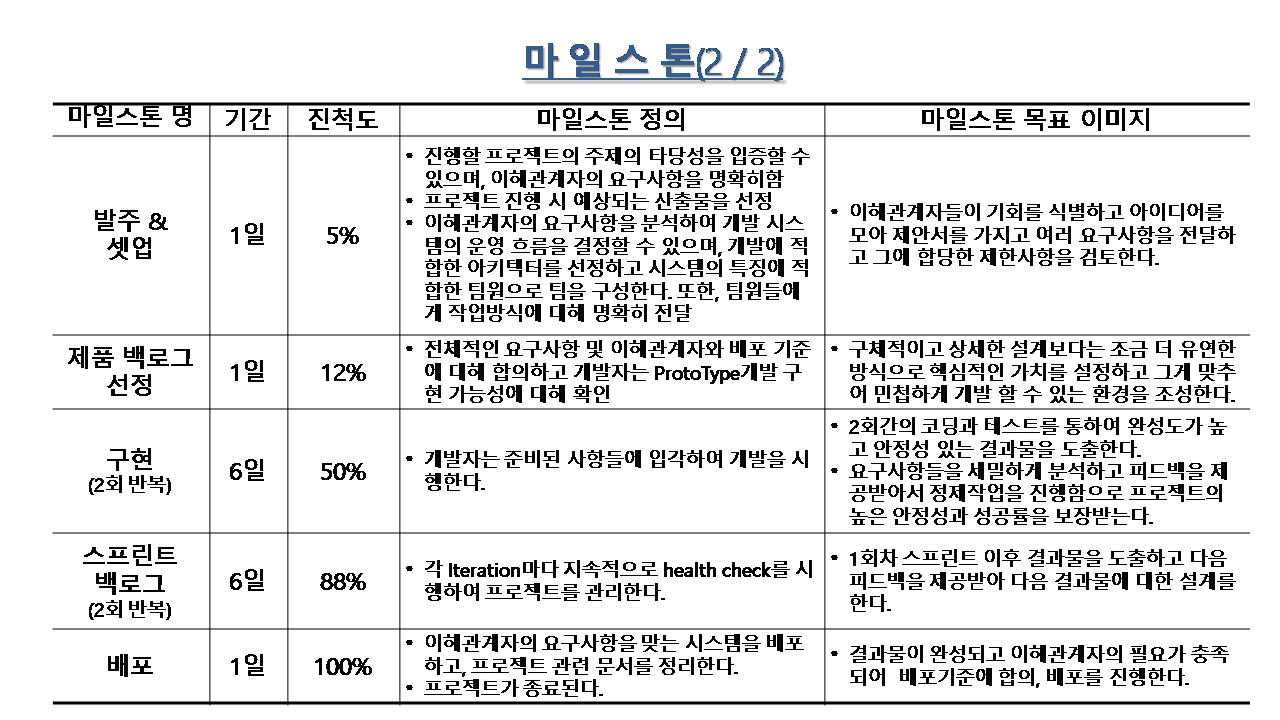 마 일 스 톤(2 / 2)
마일스톤 명
기간
진척도
마일스톤 정의
마일스톤 목표 이미지
발주 &
셋업
1일
5%
• 진행할 프로젝트의 주제의 타당성을 입증할 수
있으며, 이해관계자의 요구사항을 명확히함
• 프로젝트 진행 시 예상되는 산출물을 선정
• 이해관계자의 요구사항을 분석하여 개발 시스
템의 운영 흐름을 결정할 수 있으며, 개발에 적
합한 아키텍터를 선정하고 시스템의 특징에 적
합한 팀원으로 팀을 구성한다. 또한, 팀원들에
게 작업방식에 대해 명확히 전달
• 이해관계자들이 기회를 식별하고 아이디어를
모아 제안서를 가지고 여러 요구사항을 전달하
고 그에 합당한 제한사항을 검토한다.
제품 백로그
선정
1일
12%
• 전체적인 요구사항 및 이해관계자와 배포 기준
에 대해 합의하고 개발자는 ProtoType개발 구
현 가능성에 대해 확인
• 구체적이고 상세한 설계보다는 조금 더 유연한
방식으로 핵심적인 가치를 설정하고 그게 맞추
어 민첩하게 개발 할 수 있는 환경을 조성한다.
구현
(2회 반복)
6일
50%
• 개발자는 준비된 사항들에 입각하여 개발을 시
행한다.
• 2회간의 코딩과 테스트를 통하여 완성도가 높
고 안정성 있는 결과물을 도출한다.
• 요구사항들을 세밀하게 분석하고 피드백을 제
공받아서 정제작업을 진행함으로 프로젝트의
높은 안정성과 성공률을 보장받는다.
스프린트
백로그
(2회 반복)
6일
88%
• 각 Iteration마다 지속적으로 health check를 시
행하여 프로젝트를 관리한다.
• 1회차 스프린트 이후 결과물을 도출하고 다음
피드백을 제공받아 다음 결과물에 대한 설계를
한다.
배포
1일
100%
• 이해관계자의 요구사항을 맞는 시스템을 배포
하고, 프로젝트 관련 문서를 정리한다.
• 프로젝트가 종료된다.
• 결과물이 완성되고 이해관계자의 필요가 충족
되어 배포기준에 합의, 배포를 진행한다.